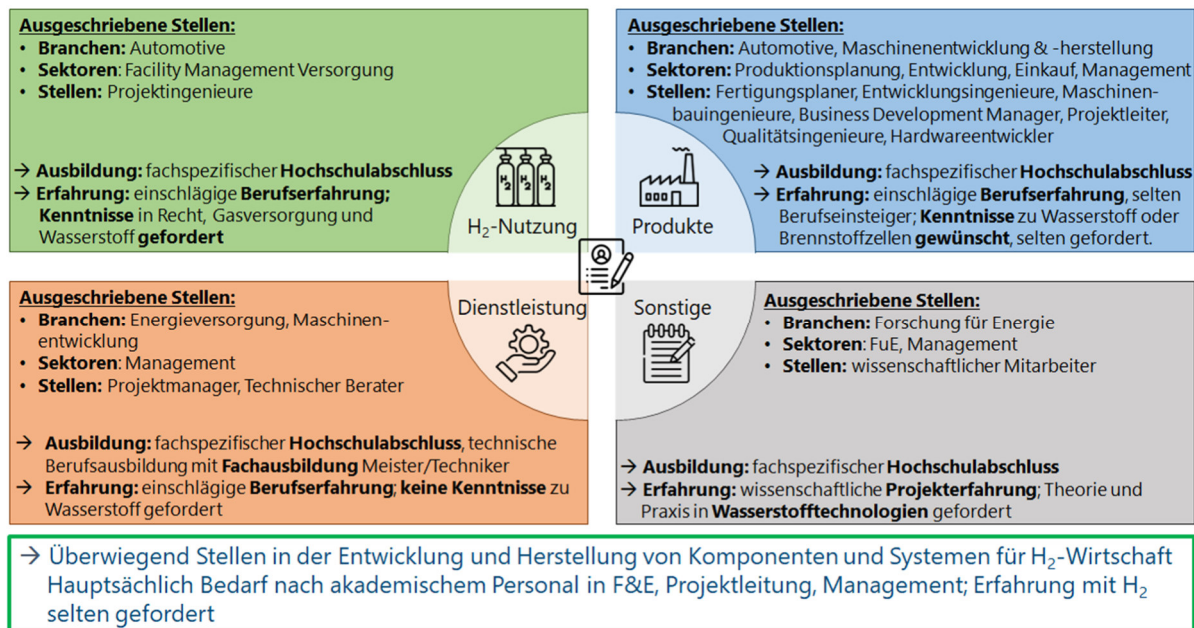 Ausgeschriebene Stellen:
• Branchen: Automotive
• Sektoren: Facility Management Versorgung
• Stellen: Projektingenieure
→ Ausbildung: fachspezifischer Hochschulabschluss
→ Erfahrung: einschlägige Berufserfahrung;
Kenntnisse in Recht, Gasversorgung und
Wasserstoff gefordert
H2 H2 H2
H₂-Nutzung
Ausgeschriebene Stellen:
• Branchen: Automotive, Maschinenentwicklung & -herstellung
• Sektoren: Produktionsplanung, Entwicklung, Einkauf, Management
• Stellen: Fertigungsplaner, Entwicklungsingenieure, Maschinen-
bauingenieure, Business Development Manager, Projektleiter,
Qualitätsingenieure, Hardwareentwickler
→ Ausbildung: fachspezifischer Hochschulabschluss
→ Erfahrung: einschlägige Berufserfahrung, selten
Berufseinsteiger; Kenntnisse zu Wasserstoff oder
Brennstoffzellen gewünscht, selten gefordert.
Produkte
Ausgeschriebene Stellen:
• Branchen: Energieversorgung, Maschinen-
entwicklung
• Sektoren: Management
• Stellen: Projektmanager, Technischer Berater
→ Ausbildung: fachspezifischer Hochschulabschluss, technische
Berufsausbildung mit Fachausbildung Meister/Techniker
→ Erfahrung: einschlägige Berufserfahrung; keine Kenntnisse zu
Wasserstoff gefordert
Dienstleistung
Sonstige
Ausgeschriebene Stellen:
• Branchen: Forschung für Energie
• Sektoren: FuE, Management
• Stellen: wissenschaftlicher Mitarbeiter
→ Ausbildung: fachspezifischer Hochschulabschluss
→ Erfahrung: wissenschaftliche Projekterfahrung; Theorie und
Praxis in Wasserstofftechnologien gefordert
→ Überwiegend Stellen in der Entwicklung und Herstellung von Komponenten und Systemen für H₂-Wirtschaft
Hauptsächlich Bedarf nach akademischem Personal in F&E, Projektleitung, Management; Erfahrung mit H₂
selten gefordert